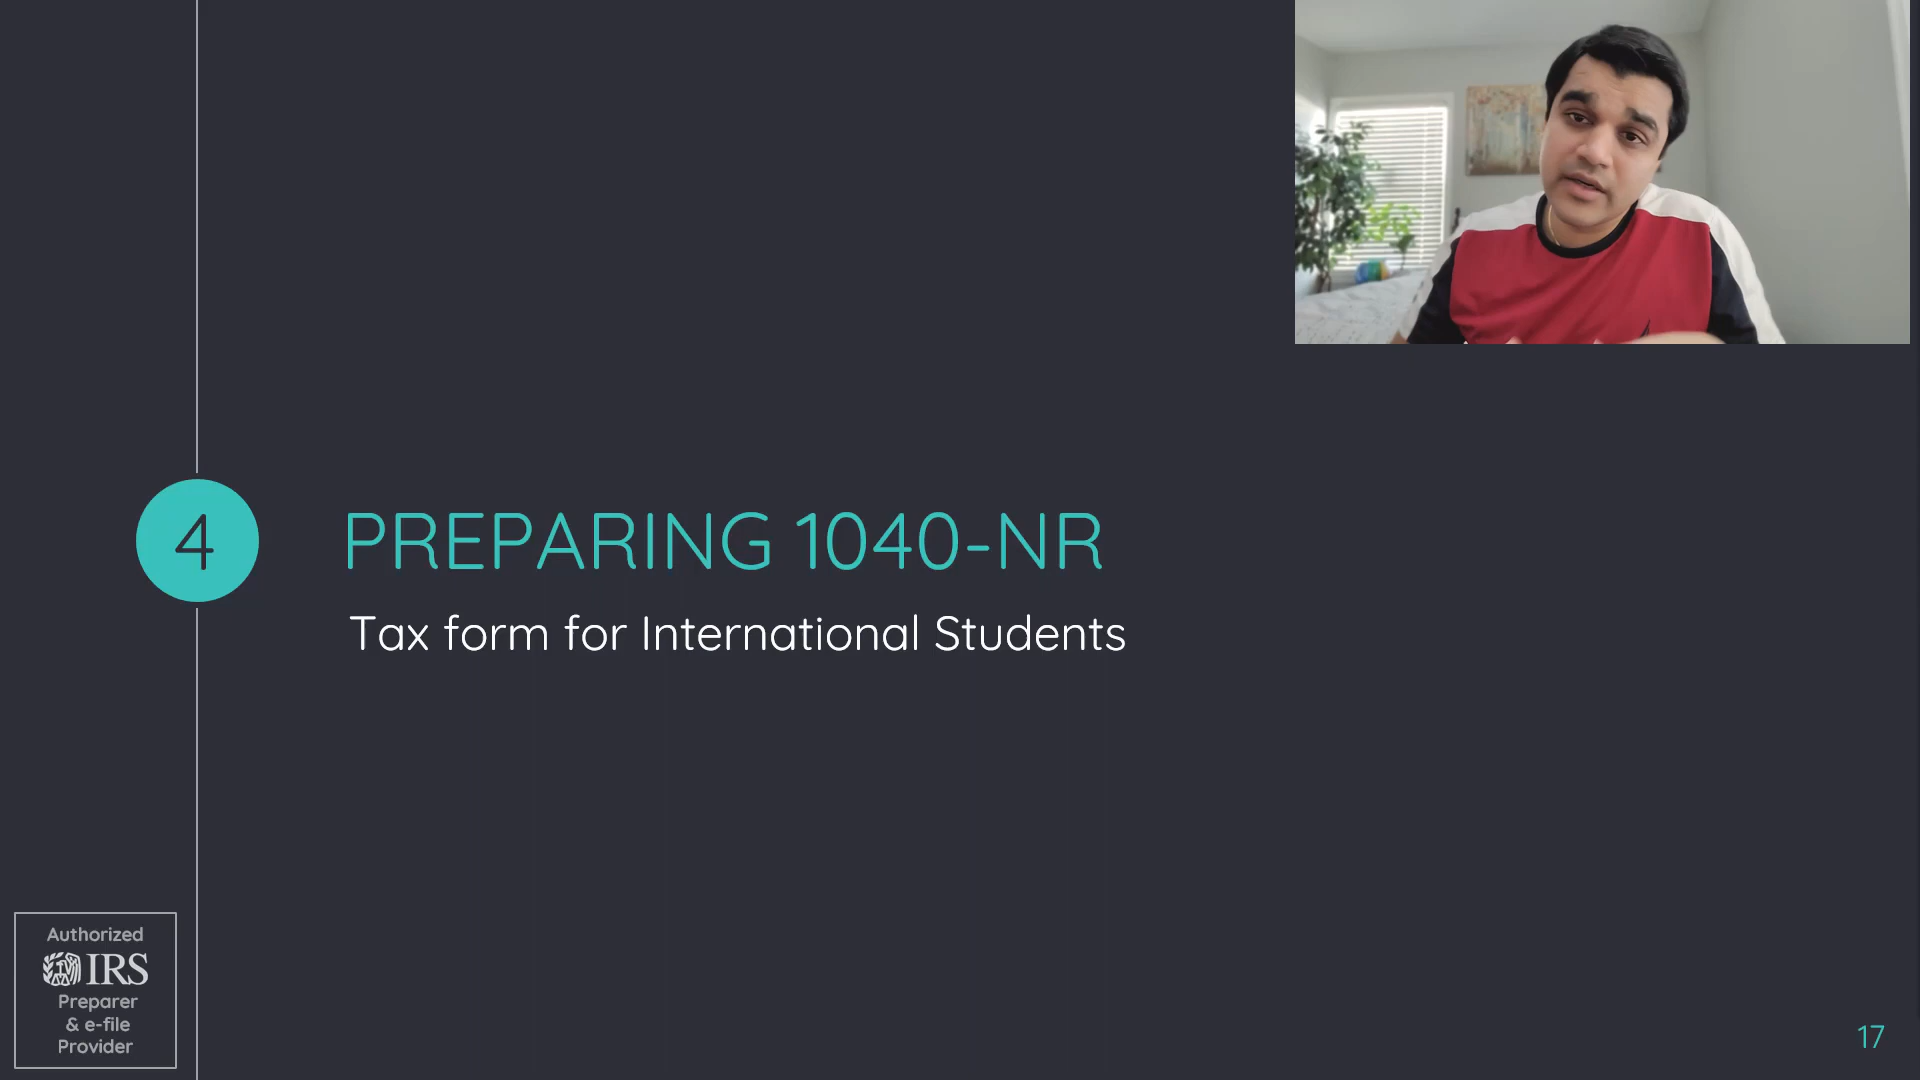 4
PREPARING 1040-NR
Tax form for International Students
Authorized
IRS
Preparer
& e-file
Provider
17